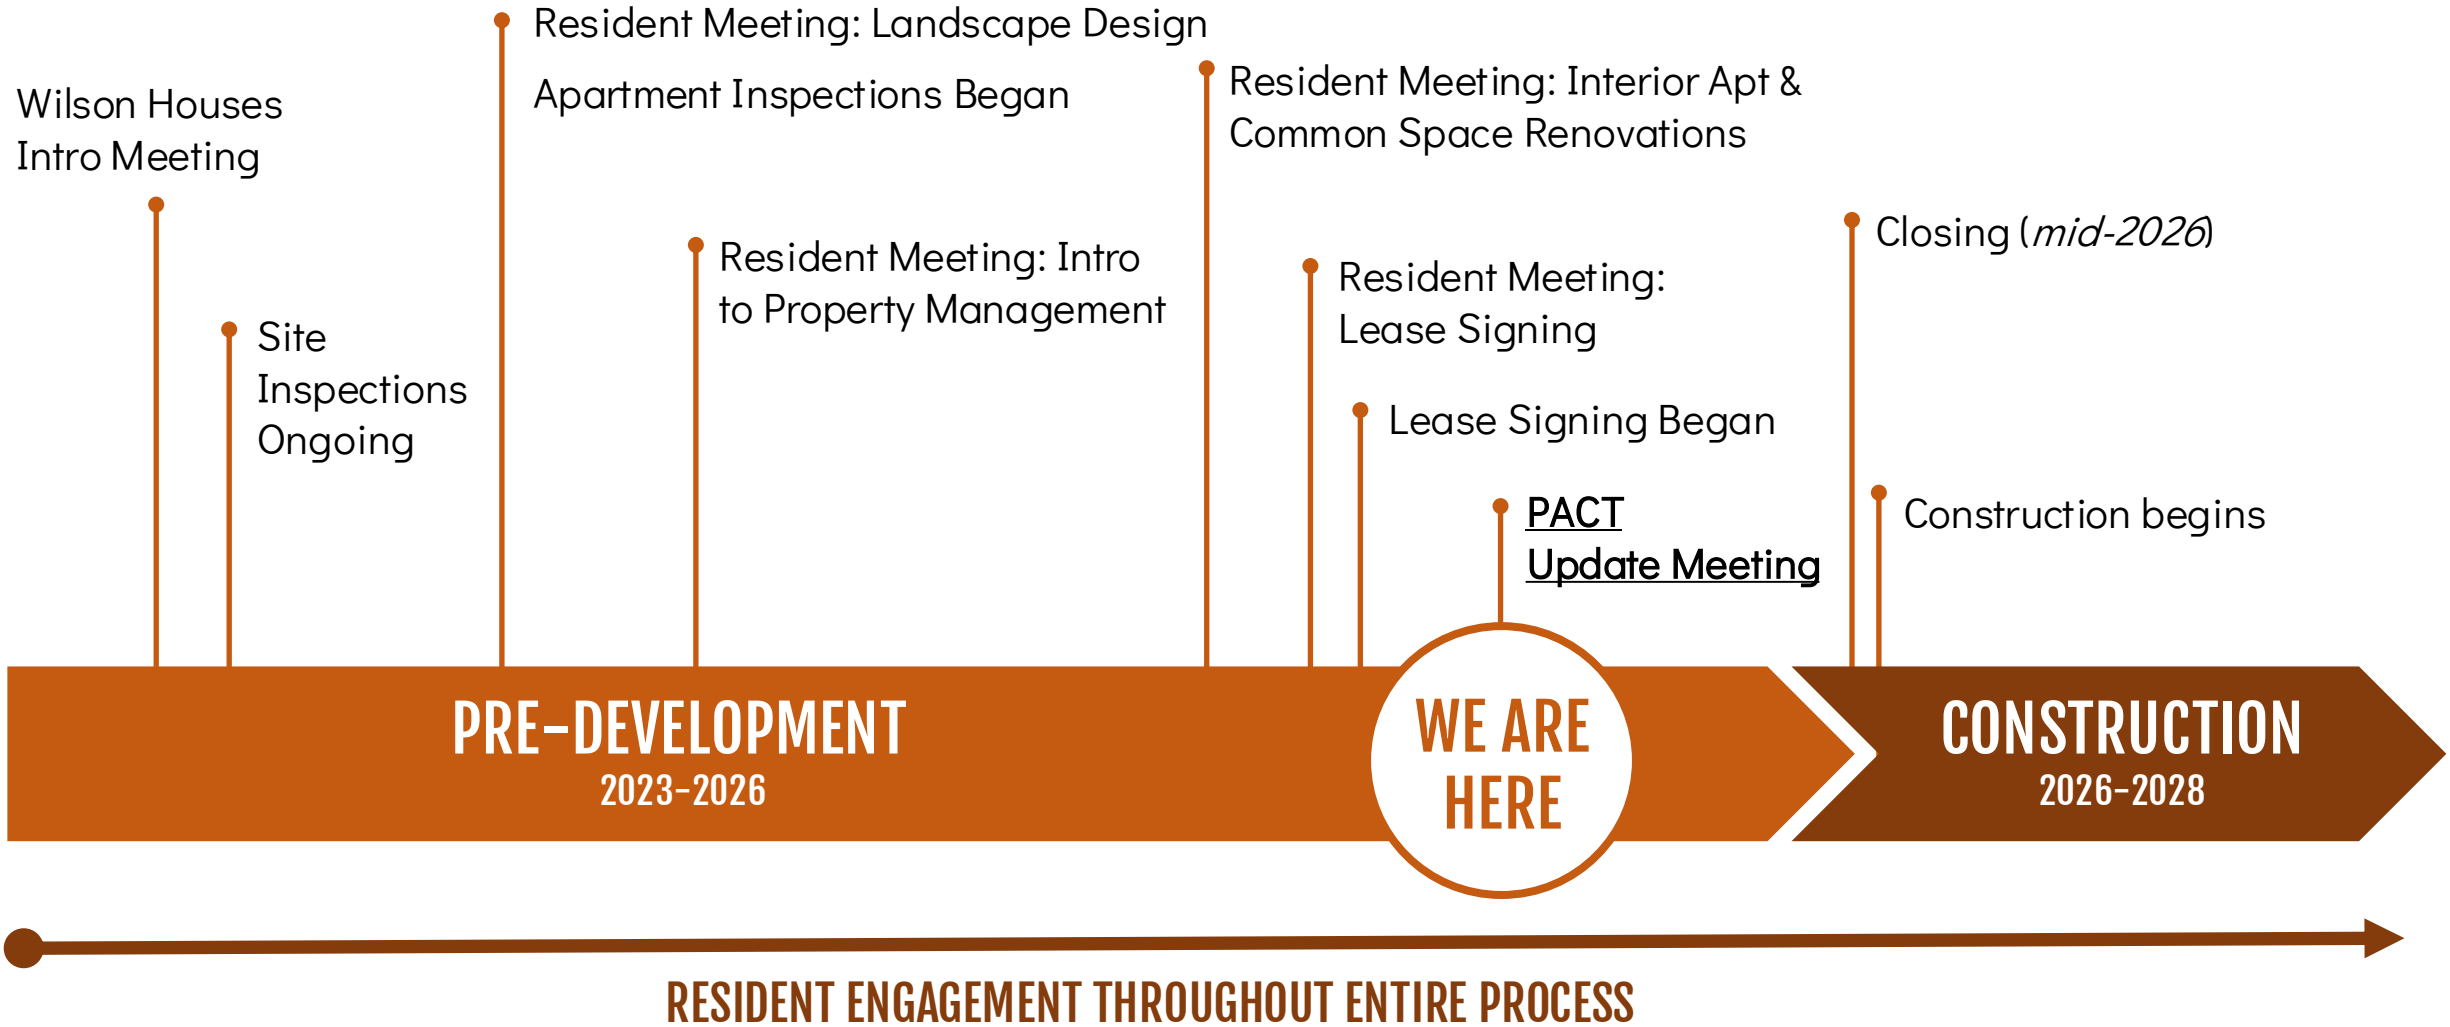 Wilson Houses
Intro Meeting
Site
Inspections
Ongoing
Resident Meeting: Landscape Design
Apartment Inspections Began
Resident Meeting: Intro
to Property Management
Resident Meeting: Interior Apt &
Common Space Renovations
Resident Meeting:
Lease Signing
Lease Signing Began
PACT
Update Meeting
Closing (mid-2026)
Construction begins
PRE-DEVELOPMENT
2023-2026
WE ARE
HERE
CONSTRUCTION
2026-2028
RESIDENT ENGAGEMENT THROUGHOUT ENTIRE PROCESS